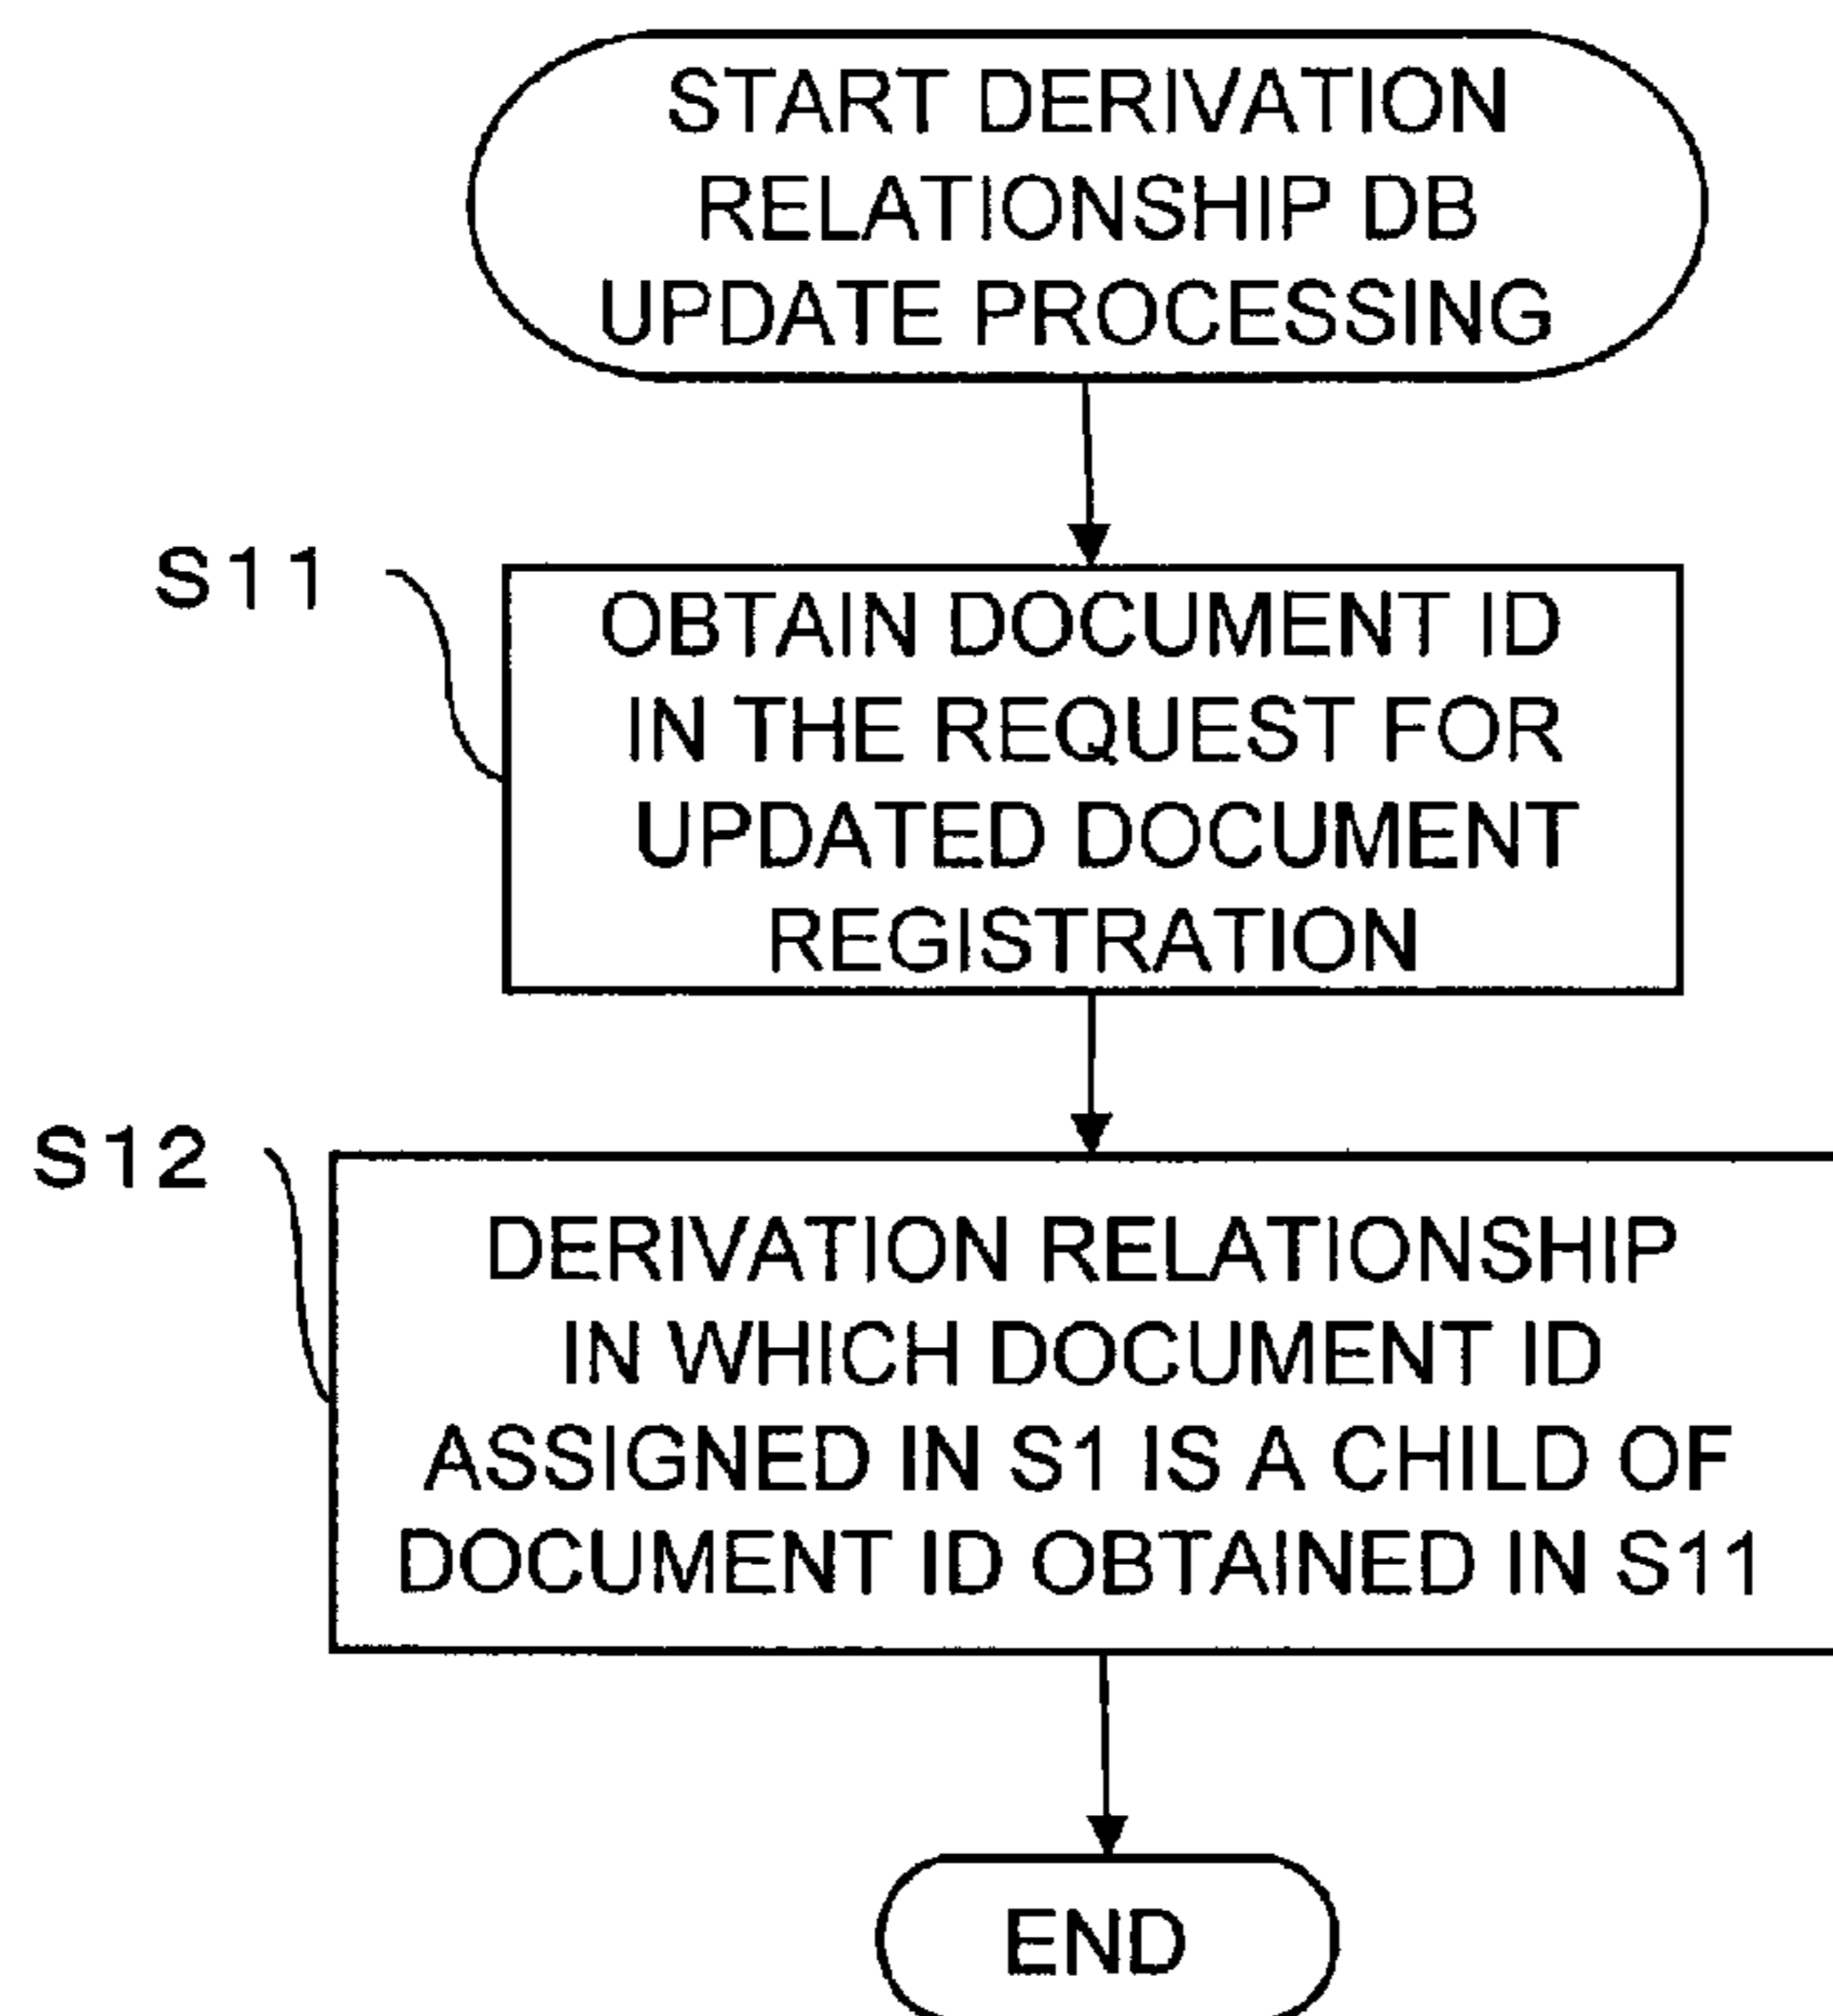 START DERIVATION
RELATIONSHIP DB
UPDATE PROCESSING
S11
OBTAIN DOCUMENT ID
IN THE REQUEST FOR
UPDATED DOCUMENT
REGISTRATION
S12
DERIVATION RELATIONSHIP
IN WHICH DOCUMENT ID
ASSIGNED IN S1 IS A CHILD OF
DOCUMENT ID OBTAINED IN S11
END